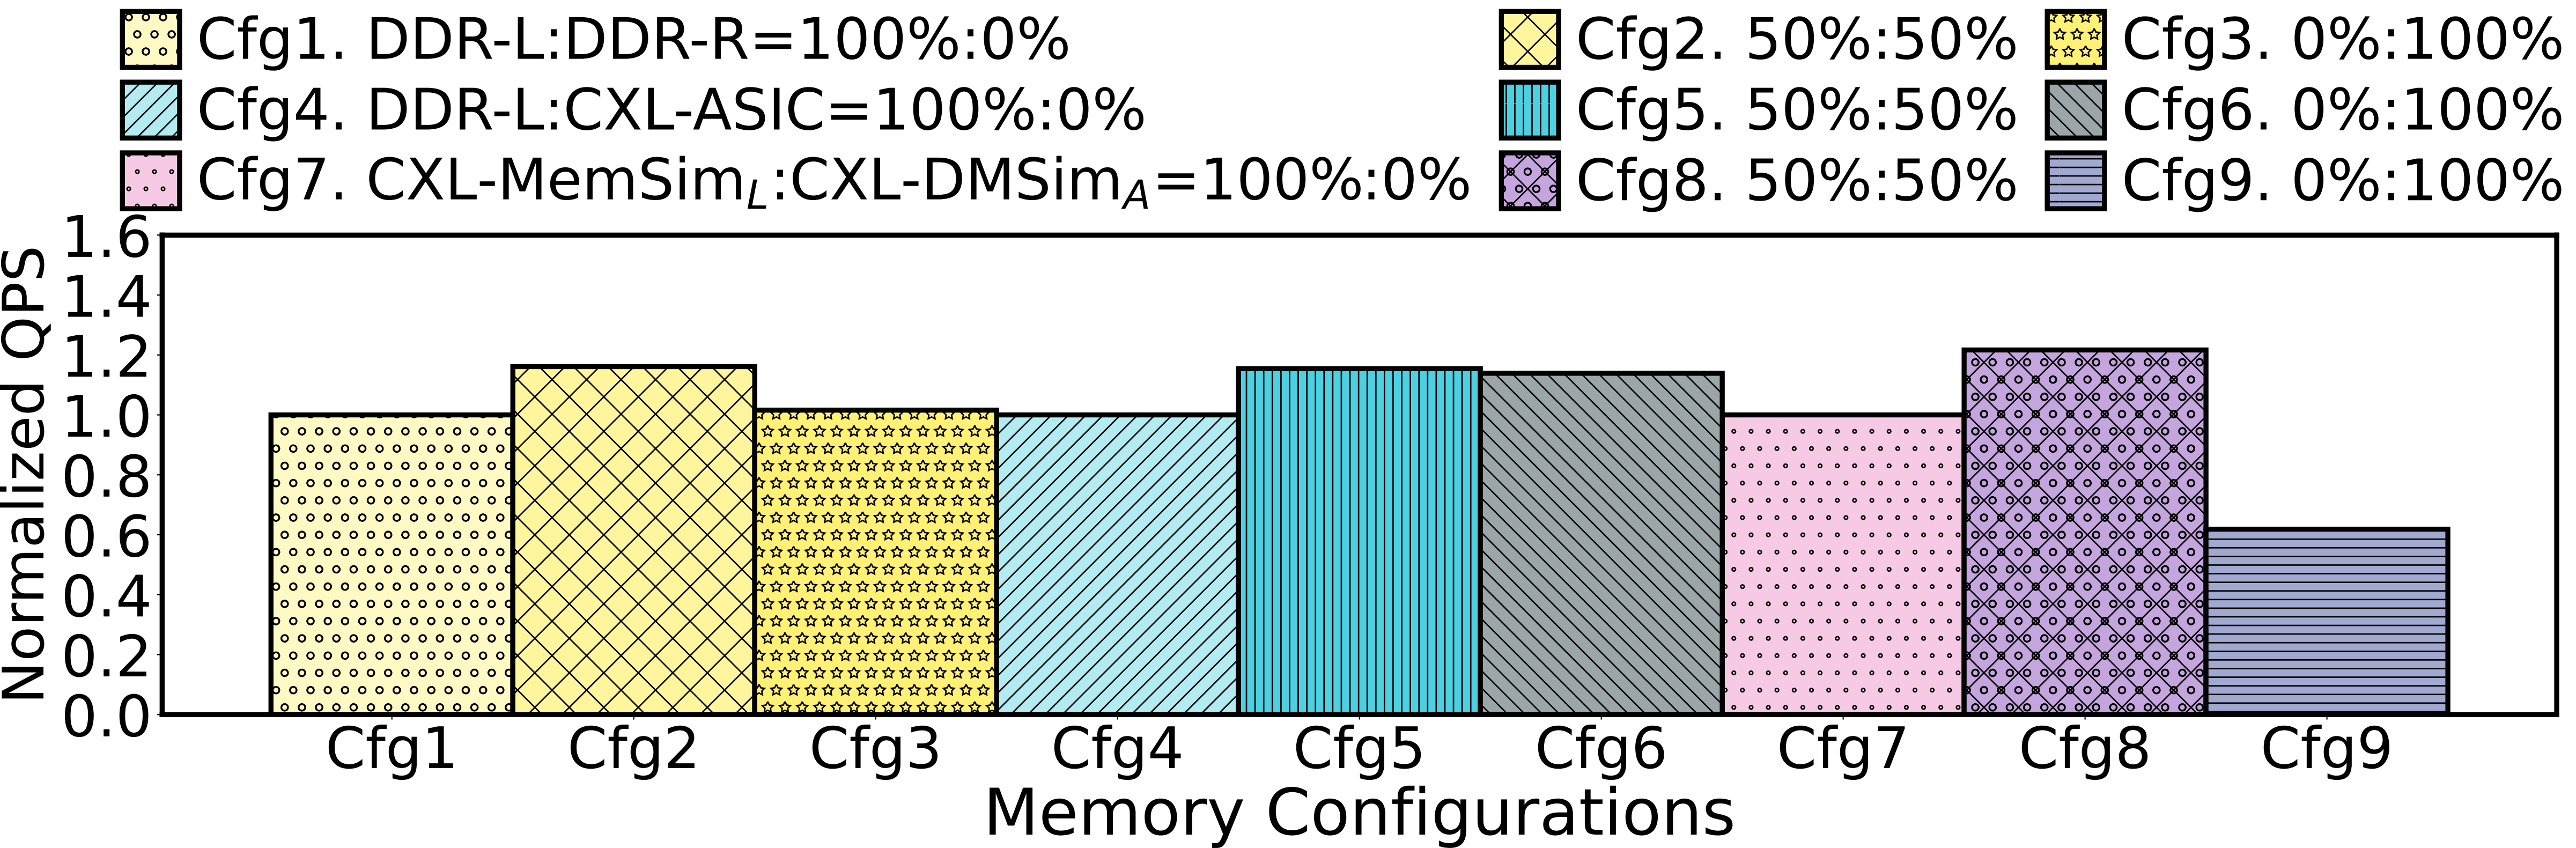 Cfg1. DDR-L:DDR-R=100%:0% Cfg2. 50%:50% Cfg3. 0%:100%
Cfg4. DDR-L:CXL-ASIC=100%:0% Cfg5. 50%:50% Cfg6. 0%:100%
Cfg7. CXL-MemSim_L:CXL-DMSim_A=100%:0% Cfg8. 50%:50% Cfg9. 0%:100%
Normalized QPS
1.6
1.4
1.2
1.0
0.8
0.6
0.4
0.2
0.0
Cfg1 Cfg2 Cfg3 Cfg4 Cfg5 Cfg6 Cfg7 Cfg8 Cfg9
Memory Configurations